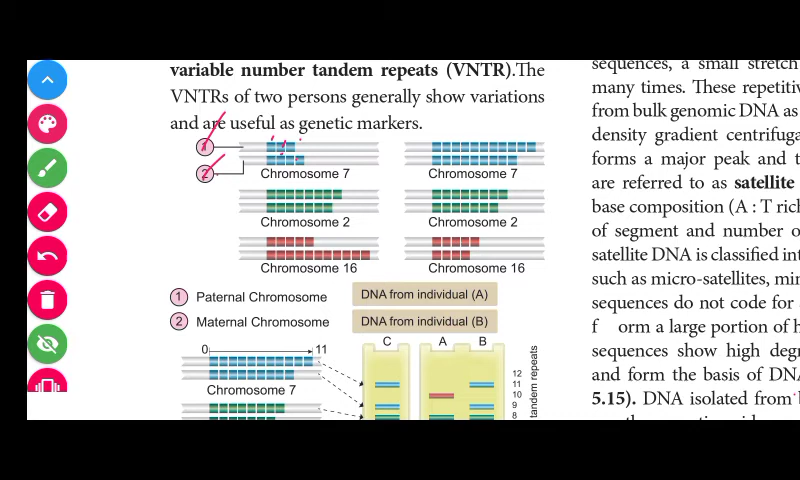 variable number tandem repeats (VNTR).The
VNTRs of two persons generally show variations
and are useful as genetic markers.
1
2
Chromosome 7
Chromosome 7
Chromosome 2
Chromosome 2
Chromosome 16
Chromosome 16
1 Paternal Chromosome
DNA from individual (A)
2 Maternal Chromosome
DNA from individual (B)
0 11
Chromosome 7
C A B
12
11
10
9
8
tandem repeats
sequences, a small stretch
many times. These repetitiv
from bulk genomic DNA as
density gradient centrifuga
forms a major peak and t
are referred to as satellite
base composition (A : T rich
of segment and number o
satellite DNA is classified int
such as micro-satellites, min
sequences do not code for
f orm a large portion of h
sequences show high degr
and form the basis of DNA
5.15). DNA isolated from b